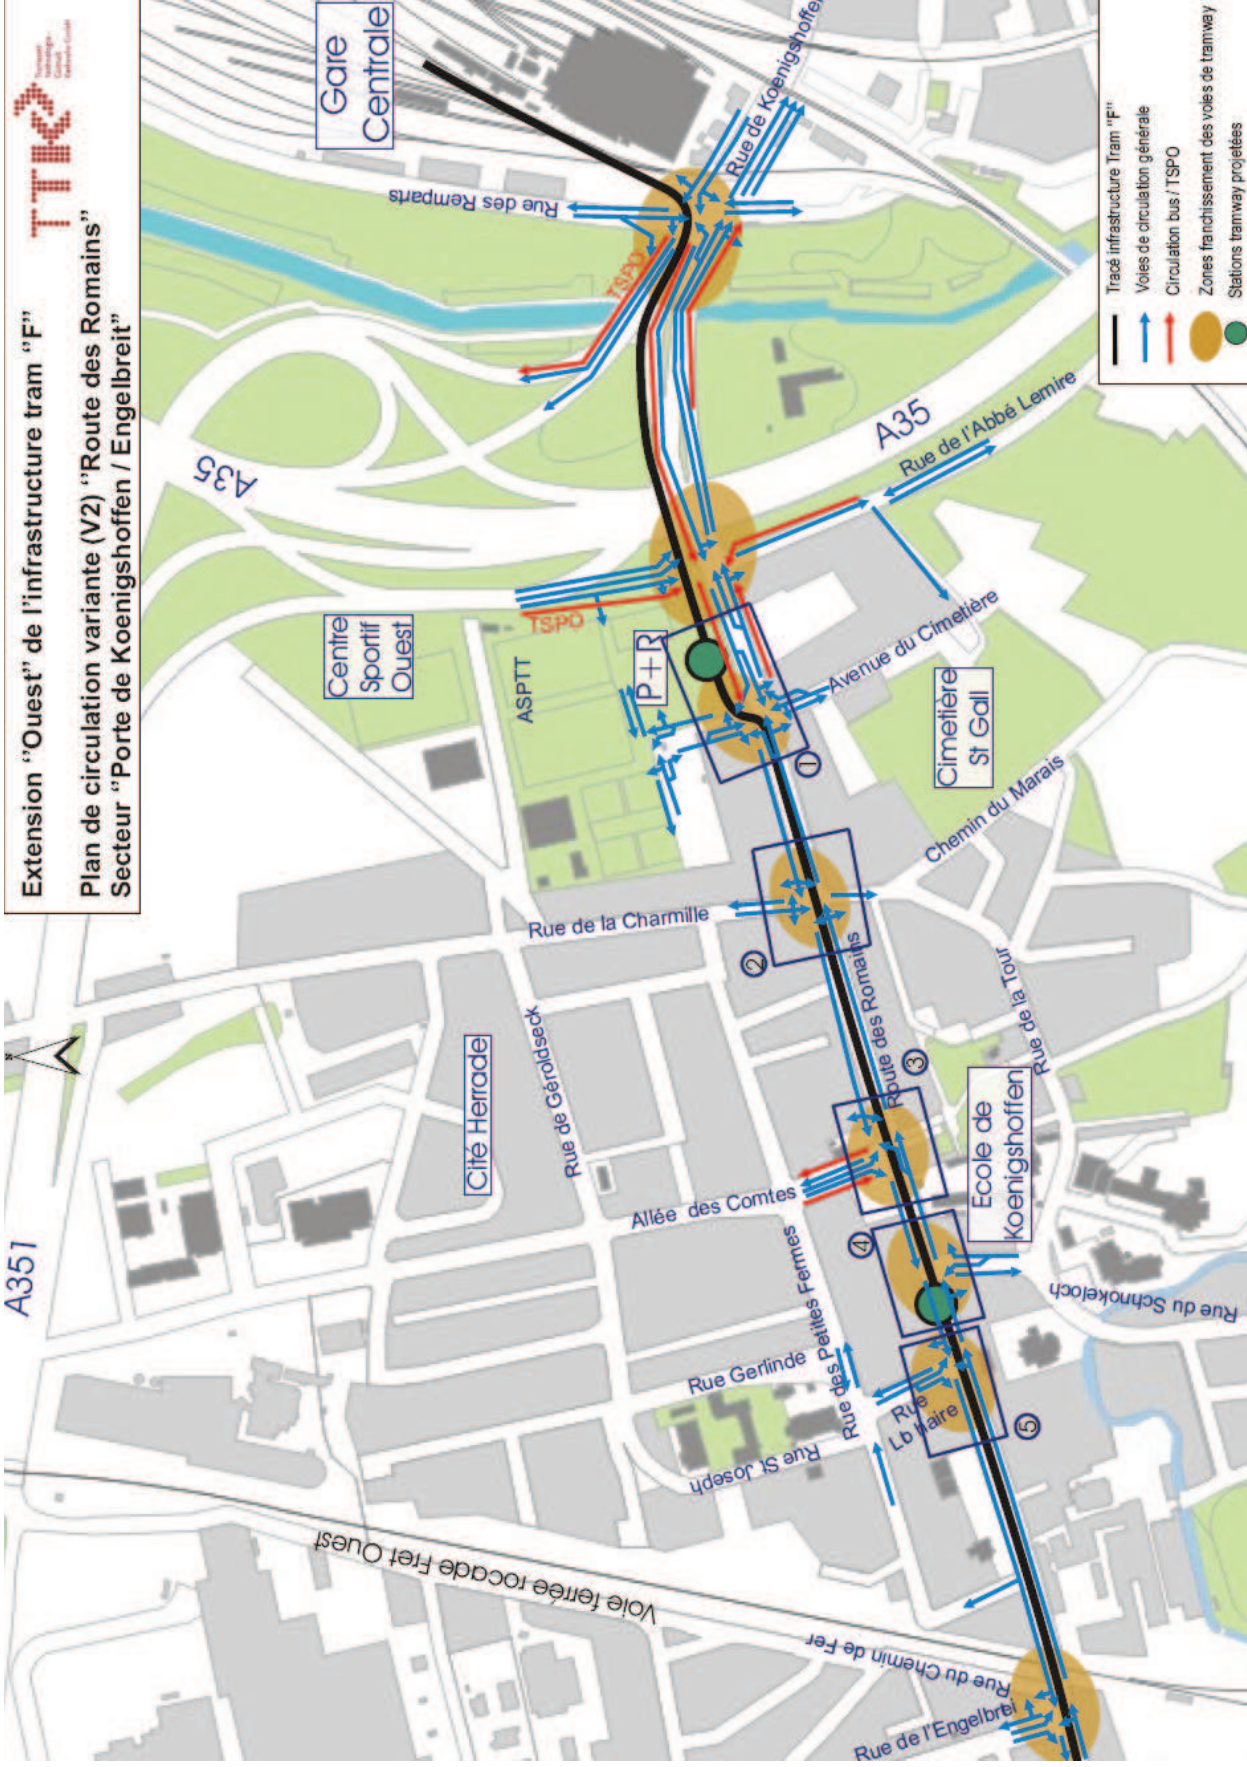 Extension "Ouest" de l'infrastructure tram "F"
Plan de circulation variante (V2) "Route des Romains"
Secteur "Porte de Koenigshoffen / Engelbreit"
TTK
Gare
Centrale
Rue de Koenigshoffen
Rue des Remparts
TSPO
A35
A35
Rue de l'Abbé Lemire
Centre
Sportif
Ouest
TSPO
ASPTT
P+R
Avenue du Cimetière
Cimetière
St Gall
①
Chemin du Marais
Rue de la Charmille
②
Route des Romains
Rue de la Tour
Rue de Géroldseck
Cité Herrade
③
Ecole de
Koenigshoffen
Allée des Comtes
④
Rue des Petites Fermes
Rue du Schnokeloch
A351
Rue Gerlinde
Rue
Lo haire
⑤
Rue St Joseph
Voie ferrée rocade Fret Ouest
Rue du Chemin de Fer
Rue de l'Engelbrei
N
Tracé infrastructure Tram "F"
Voies de circulation générale
Circulation bus / TSPO
Zones franchissement des voies de tramway
Stations tramway projetées